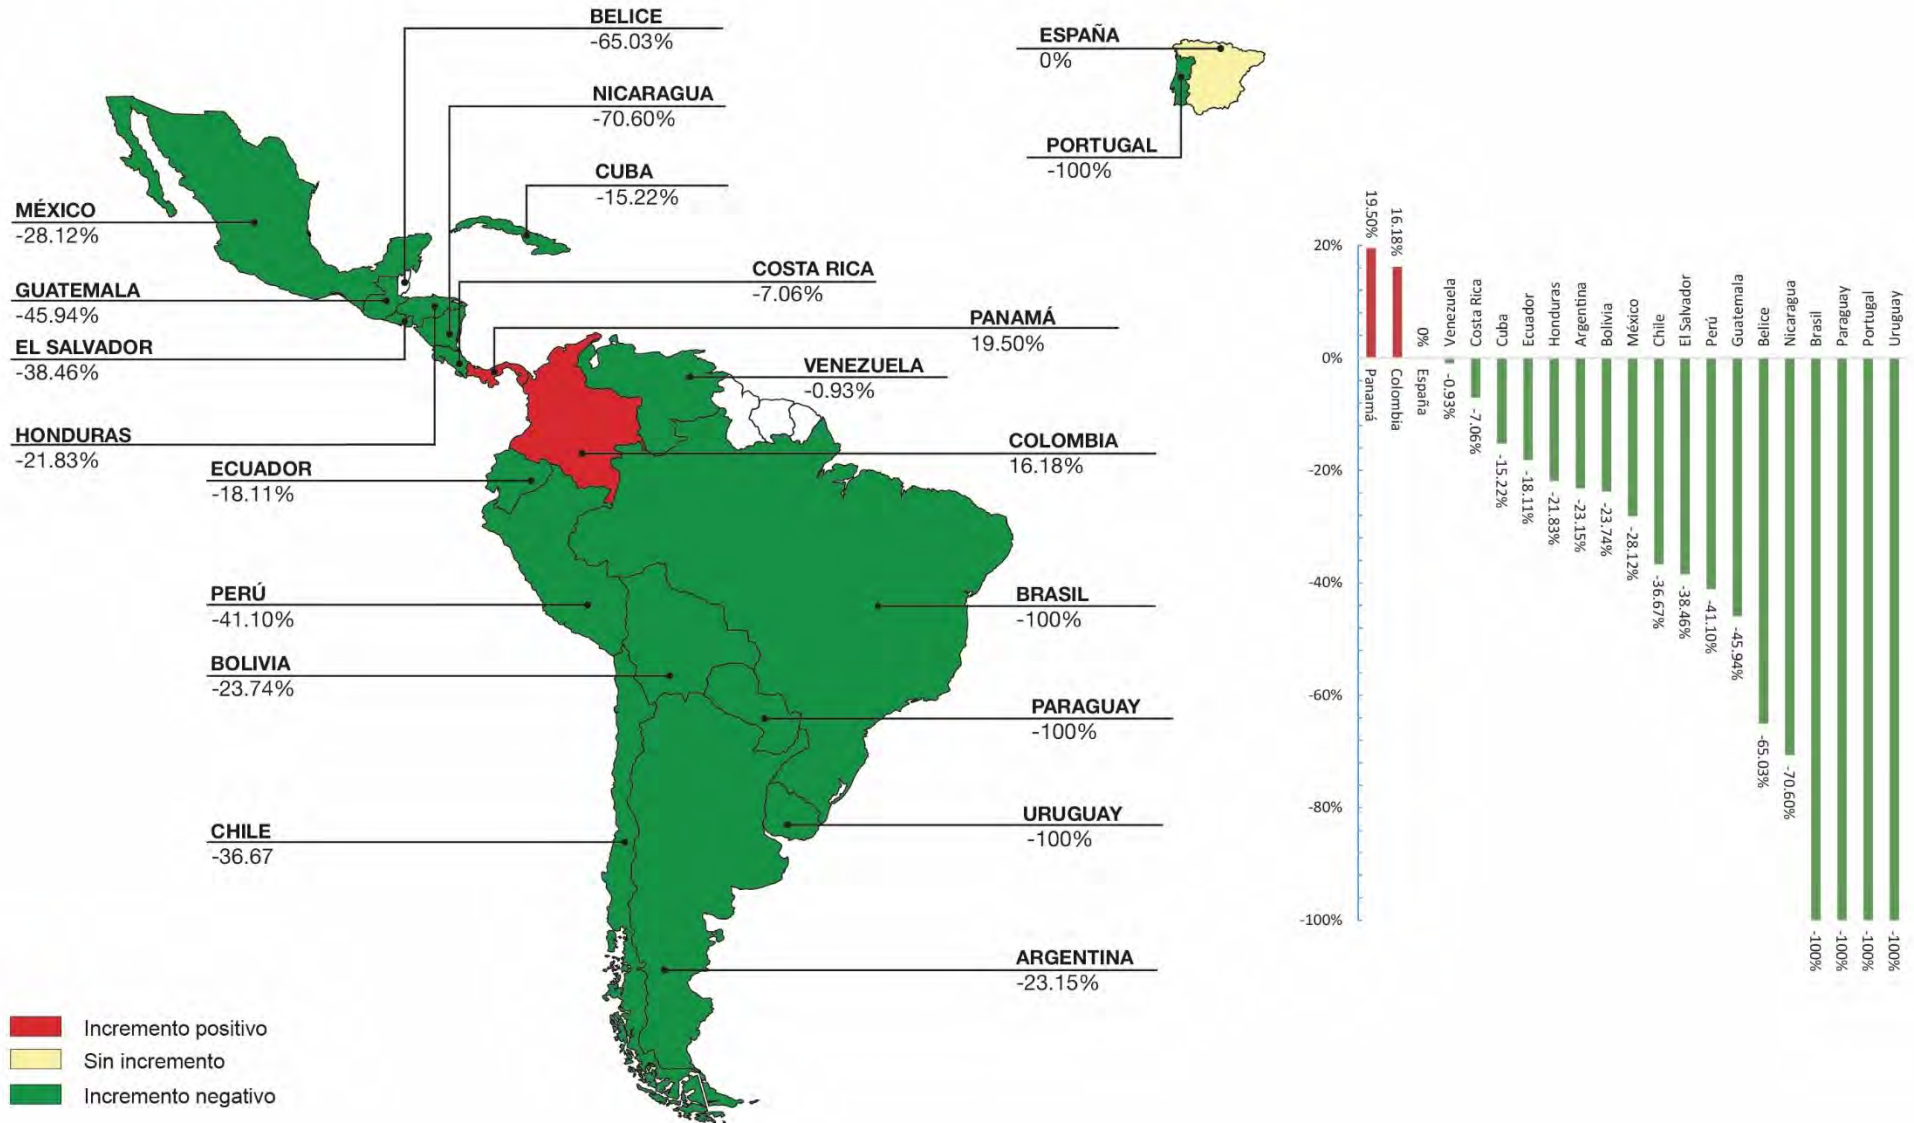 BELICE
-65.03%
NICARAGUA
-70.60%
CUBA
-15.22%
MÉXICO
-28.12%
GUATEMALA
-45.94%
EL SALVADOR
-38.46%
HONDURAS
-21.83%
COSTA RICA
-7.06%
PANAMÁ
19.50%
VENEZUELA
-0.93%
COLOMBIA
16.18%
ECUADOR
-18.11%
PERÚ
-41.10%
BOLIVIA
-23.74%
CHILE
-36.67
BRASIL
-100%
PARAGUAY
-100%
URUGUAY
-100%
ARGENTINA
-23.15%
ESPAÑA
0%
PORTUGAL
-100%
Incremento positivo
Sin incremento
Incremento negativo
20%
0%
-20%
-40%
-60%
-80%
-100%
19.50%
Panamá
16.18%
Colombia
0%
España
Venezuela
-0.93%
Costa Rica
-7.06%
Cuba
-15.22%
Ecuador
-18.11%
Honduras
-21.83%
Argentina
-23.15%
Bolivia
-23.74%
México
-28.12%
Chile
-36.67%
El Salvador
-38.46%
Perú
-41.10%
Guatemala
-45.94%
Belice
-65.03%
Nicaragua
-70.60%
Brasil
-100%
Paraguay
-100%
Portugal
-100%
Uruguay
-100%